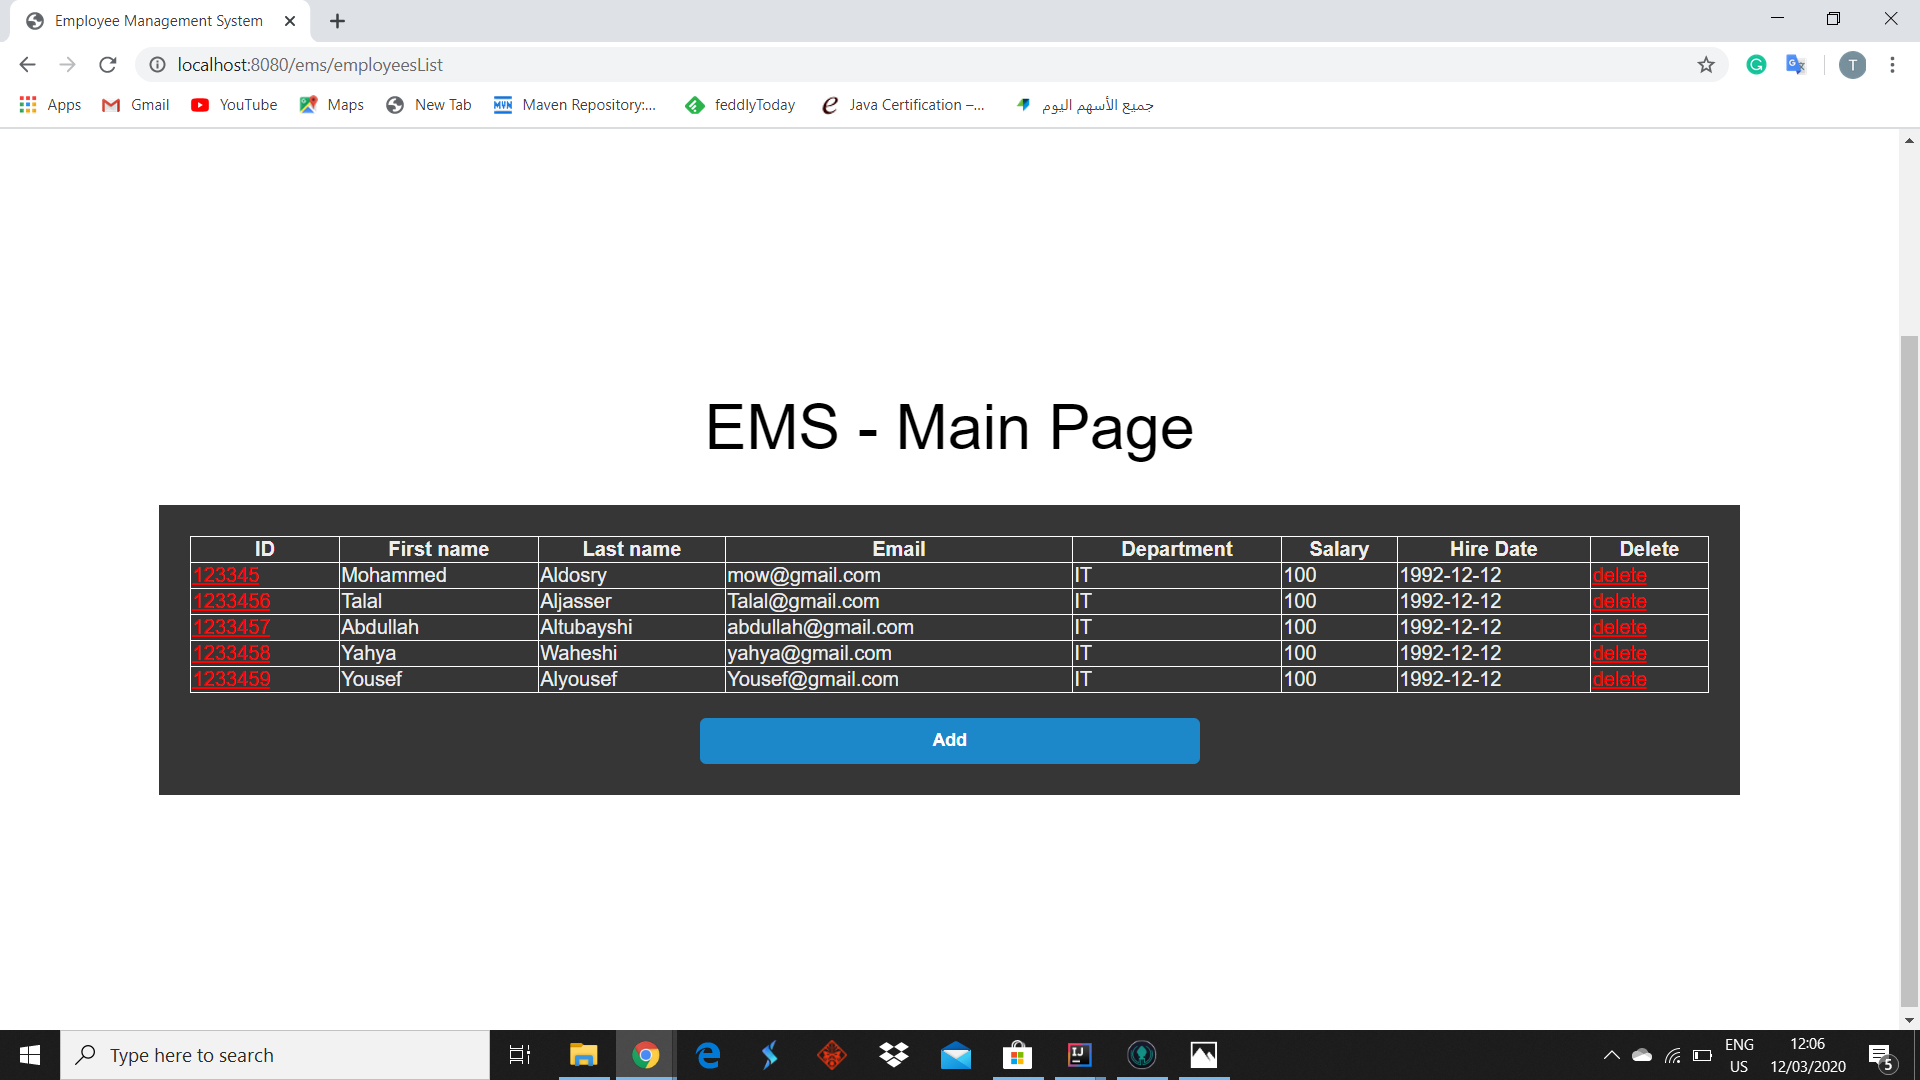 Employee Management System
localhost:8080/ems/employeesList
T
Apps Gmail YouTube Maps New Tab Maven Repository:... feddlyToday Java Certification –... جميع الأسهم اليوم
EMS - Main Page
ID First name Last name Email Department Salary Hire Date Delete
123345 Mohammed Aldosry mow@gmail.com IT 100 1992-12-12 delete
1233456 Talal Aljasser Talal@gmail.com IT 100 1992-12-12 delete
1233457 Abdullah Altubayshi abdullah@gmail.com IT 100 1992-12-12 delete
1233458 Yahya Waheshi yahya@gmail.com IT 100 1992-12-12 delete
1233459 Yousef Alyousef Yousef@gmail.com IT 100 1992-12-12 delete
Add
Type here to search
ENG
US
12:06
12/03/2020
5